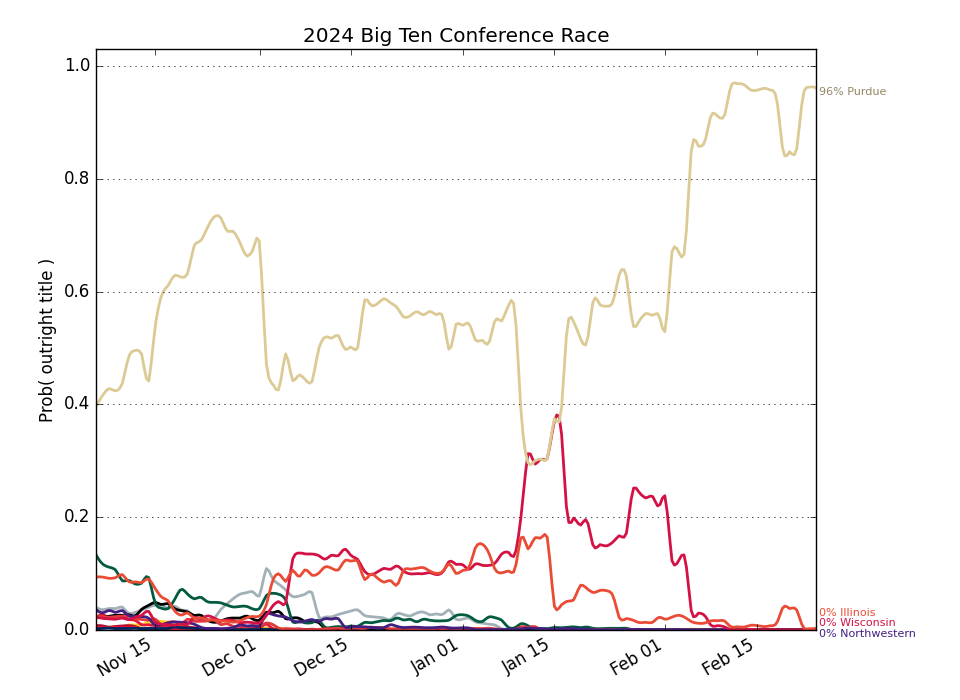 2024 Big Ten Conference Race
1.0
0.8
0.6
0.4
0.2
0.0
Prob( outright title )
96% Purdue
0% Illinois
0% Wisconsin
0% Northwestern
Nov 15
Dec 01
Dec 15
Jan 01
Jan 15
Feb 01
Feb 15